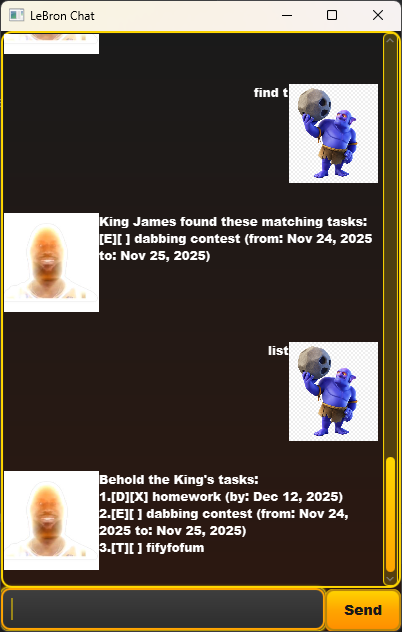 LeBron Chat
find t
King James found these matching tasks:
[E][ ] dabbing contest (from: Nov 24, 2025
to: Nov 25, 2025)
list
Behold the King's tasks:
1.[D][X] homework (by: Dec 12, 2025)
2.[E][ ] dabbing contest (from: Nov 24,
2025 to: Nov 25, 2025)
3.[T][ ] fifyfofum
Send